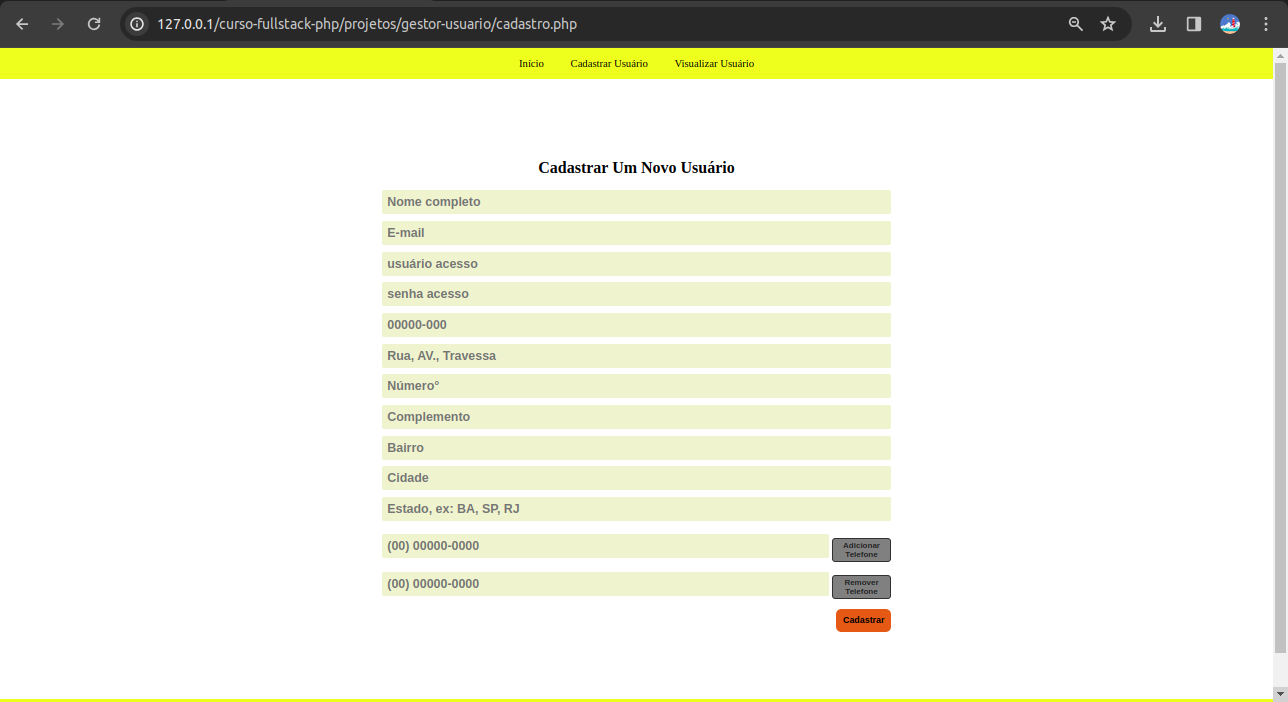 127.0.0.1/curso-fullstack-php/projetos/gestor-usuario/cadastro.php
Início Cadastrar Usuário Visualizar Usuário
Cadastrar Um Novo Usuário
Nome completo
E-mail
usuário acesso
senha acesso
00000-000
Rua, AV., Travessa
Número°
Complemento
Bairro
Cidade
Estado, ex: BA, SP, RJ
(00) 00000-0000
Adicionar
Telefone
(00) 00000-0000
Remover
Telefone
Cadastrar